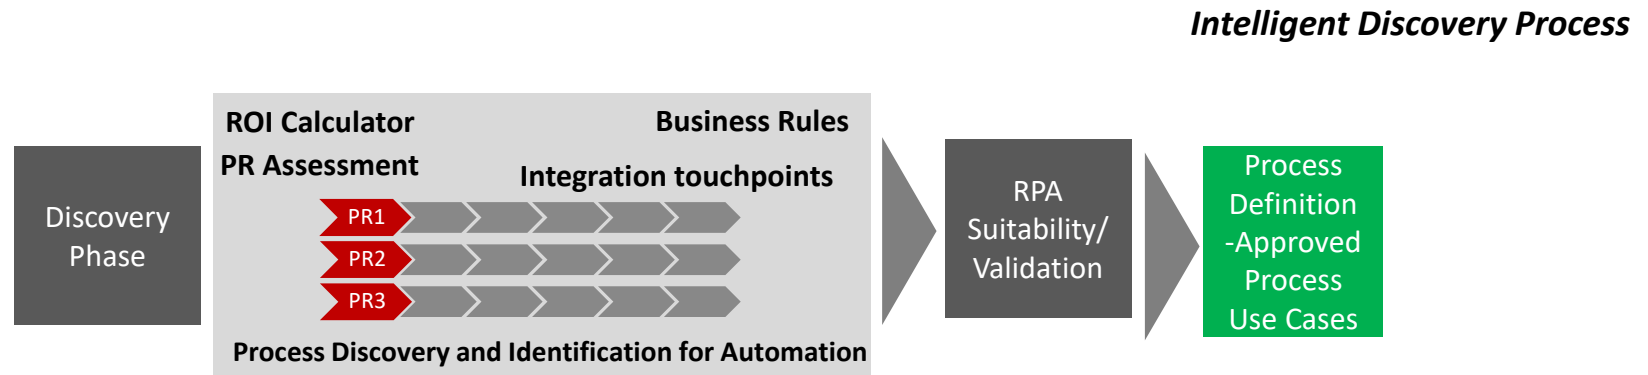 Intelligent Discovery Process
Discovery
Phase
ROI Calculator
Business Rules
PR Assessment
Integration touchpoints
PR1
PR2
PR3
Process Discovery and Identification for Automation
RPA
Suitability/
Validation
Process
Definition
-Approved
Process
Use Cases